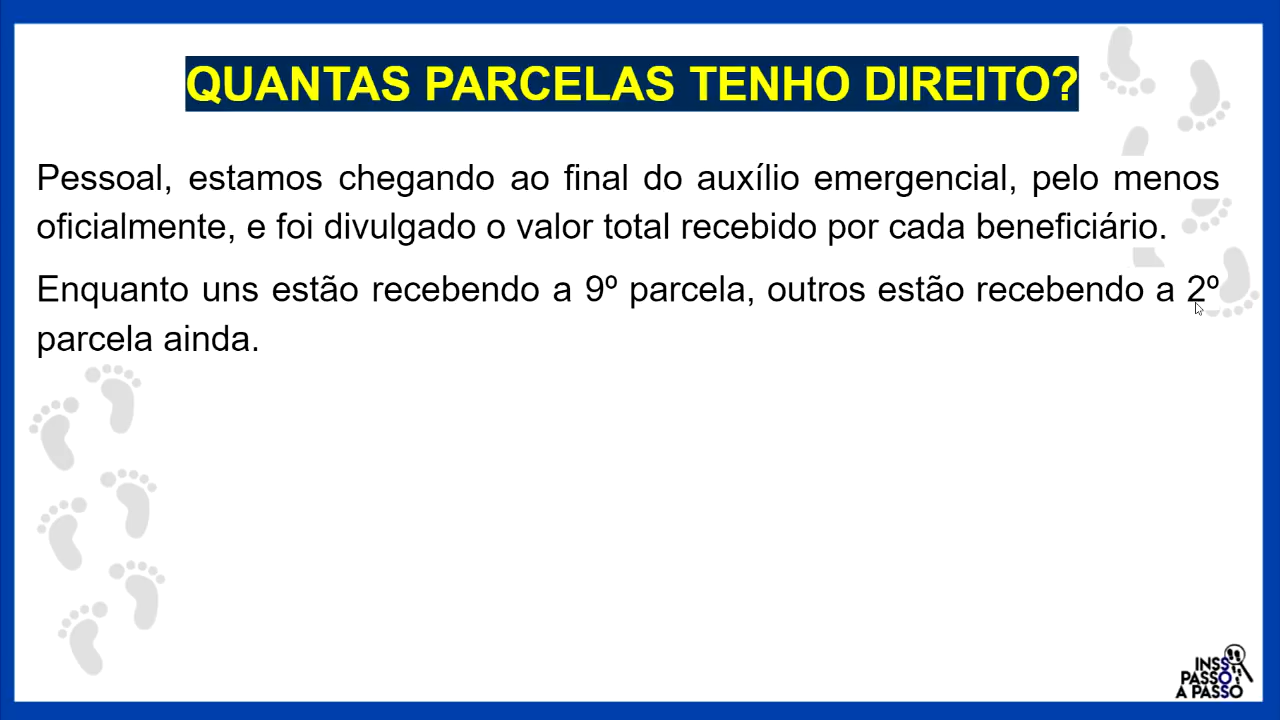 QUANTAS PARCELAS TENHO DIREITO?
Pessoal, estamos chegando ao final do auxílio emergencial, pelo menos
oficialmente, e foi divulgado o valor total recebido por cada beneficiário.
Enquanto uns estão recebendo a 9º parcela, outros estão recebendo a 2º
parcela ainda.
INSS
PASSO
A PASSO